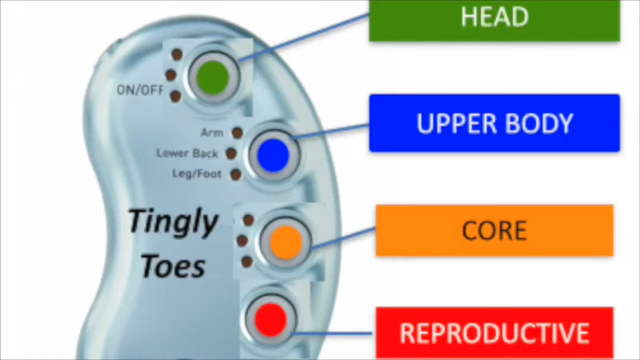 HEAD
ON/OFF
UPPER BODY
Arm
Lower Back
Leg/Foot
Tingly
Toes
CORE
REPRODUCTIVE